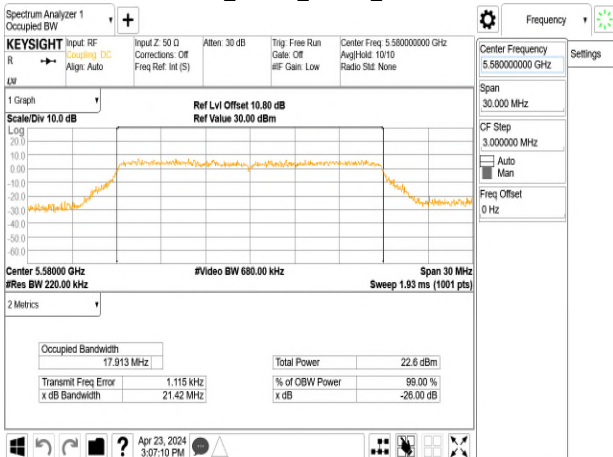 Spectrum Analyzer 1
Occupied BW
KEYSIGHT
R
Input: RF
Coupling: DC
Align: Auto
Input Z: 50 Ω
Corrections: Off
Freq Ref: Int (S)
Atten: 30 dB
Trig: Free Run
Gate: Off
#IF Gain: Low
Center Freq: 5.580000000 GHz
Avg|Hold: 10/10
Radio Std: None
Frequency
Center Frequency
5.580000000 GHz
Settings
Span
30.000 MHz
CF Step
3.000000 MHz
Auto
Man
Freq Offset
0 Hz
1 Graph
Scale/Div 10.0 dB
Ref Lvl Offset 10.80 dB
Ref Value 30.00 dBm
Log
20.0
10.0
0.00
-10.0
-20.0
-30.0
-40.0
-50.0
-60.0
Center 5.58000 GHz
#Video BW 680.00 kHz
Span 30 MHz
#Res BW 220.00 kHz
Sweep 1.93 ms (1001 pts)
2 Metrics
Occupied Bandwidth
17.913 MHz
Total Power 22.6 dBm
Transmit Freq Error 1.115 kHz
% of OBW Power 99.00 %
x dB Bandwidth 21.42 MHz
x dB -26.00 dB
?
Apr 23, 2024
3:07:10 PM